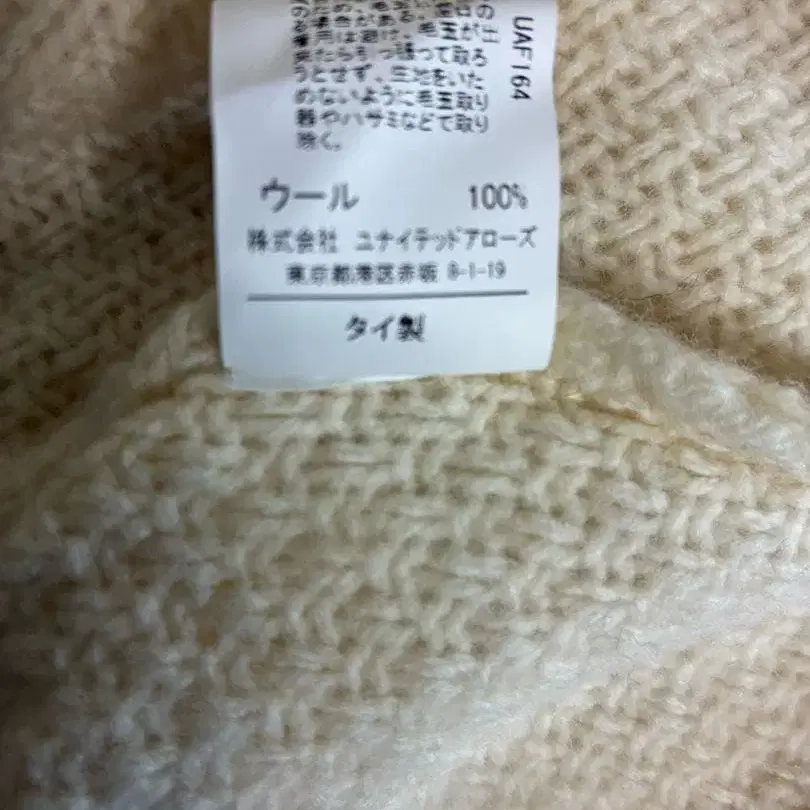 お場合がある。
着用は避け、毛玉が出
来たら引っ張って取ろ
うとせず、生地をいた
めないように毛玉取り
器やハサミなどで取り
除く。
UAF164
ウール 100%
株式会社 ユナイテッドアローズ
東京都港区赤坂 8-1-19
タイ製